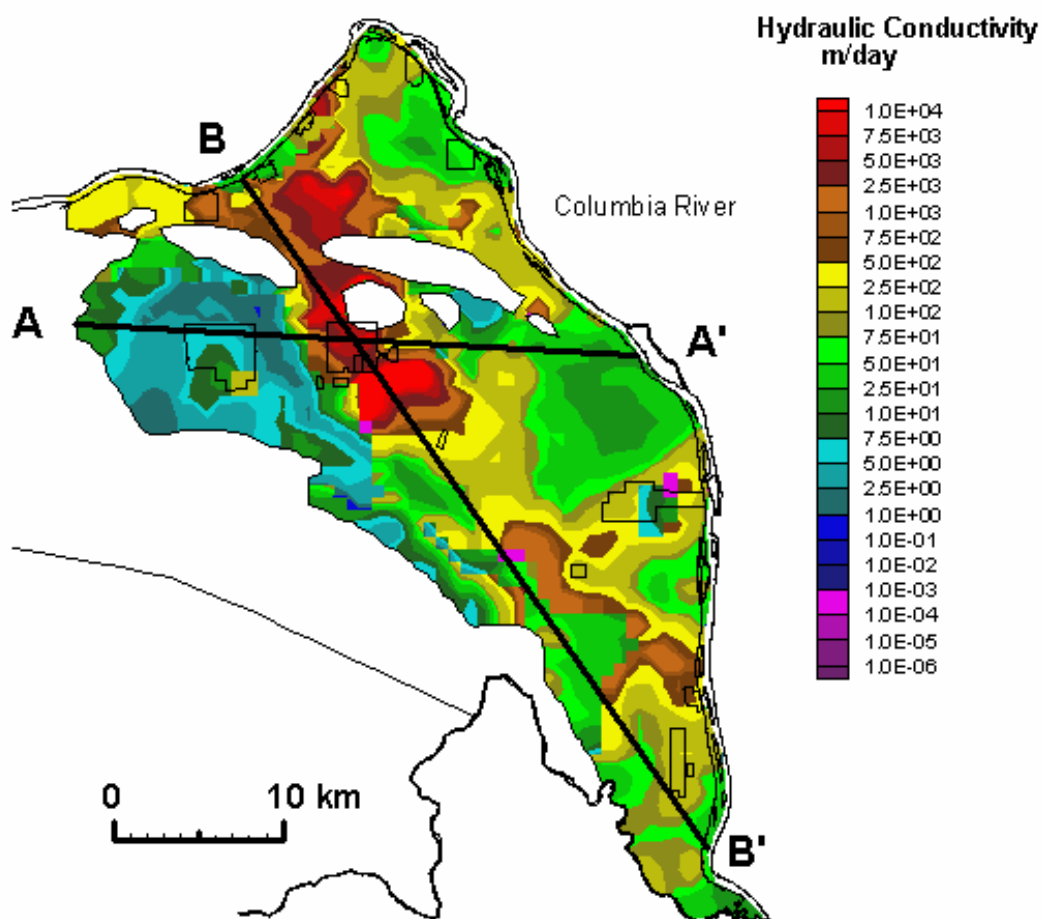 Hydraulic Conductivity
m/day
1.0E+04
7.5E+03
5.0E+03
2.5E+03
1.0E+03
7.5E+02
5.0E+02
2.5E+02
1.0E+02
7.5E+01
5.0E+01
2.5E+01
1.0E+01
7.5E+00
5.0E+00
2.5E+00
1.0E+00
1.0E-01
1.0E-02
1.0E-03
1.0E-04
1.0E-05
1.0E-06
B
Columbia River
A
A'
0 10 km
B'